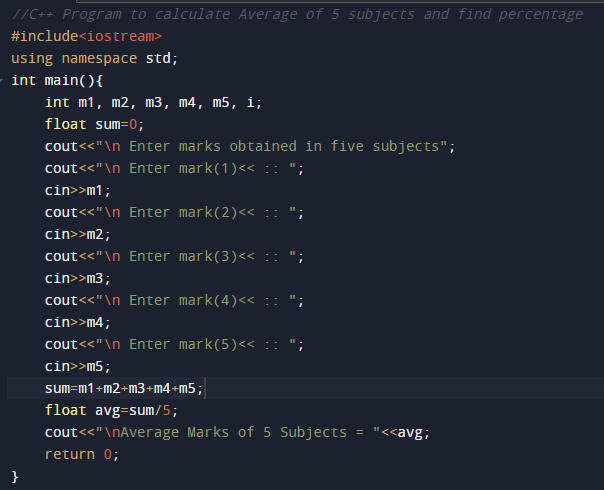 //C++ Program to calculate Average of 5 subjects and find percentage
#include<iostream>
using namespace std;
int main(){
    int m1, m2, m3, m4, m5, i;
    float sum=0;
    cout<<"\n Enter marks obtained in five subjects";
    cout<<"\n Enter mark(1)<< :: ";
    cin>>m1;
    cout<<"\n Enter mark(2)<< :: ";
    cin>>m2;
    cout<<"\n Enter mark(3)<< :: ";
    cin>>m3;
    cout<<"\n Enter mark(4)<< :: ";
    cin>>m4;
    cout<<"\n Enter mark(5)<< :: ";
    cin>>m5;
    sum=m1+m2+m3+m4+m5;
    float avg=sum/5;
    cout<<"\nAverage Marks of 5 Subjects = "<<avg;
    return 0;
}